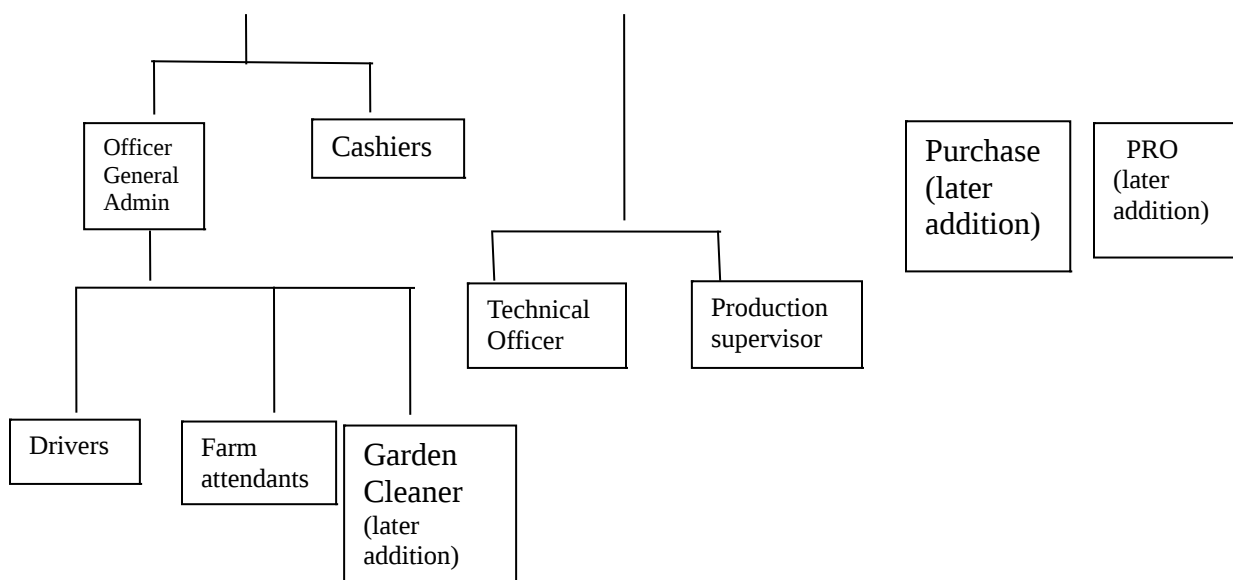 Officer
General
Admin
Cashiers
Purchase
(later
addition)
PRO
(later
addition)
Technical
Officer
Production
supervisor
Drivers
Farm
attendants
Garden
Cleaner
(later
addition)